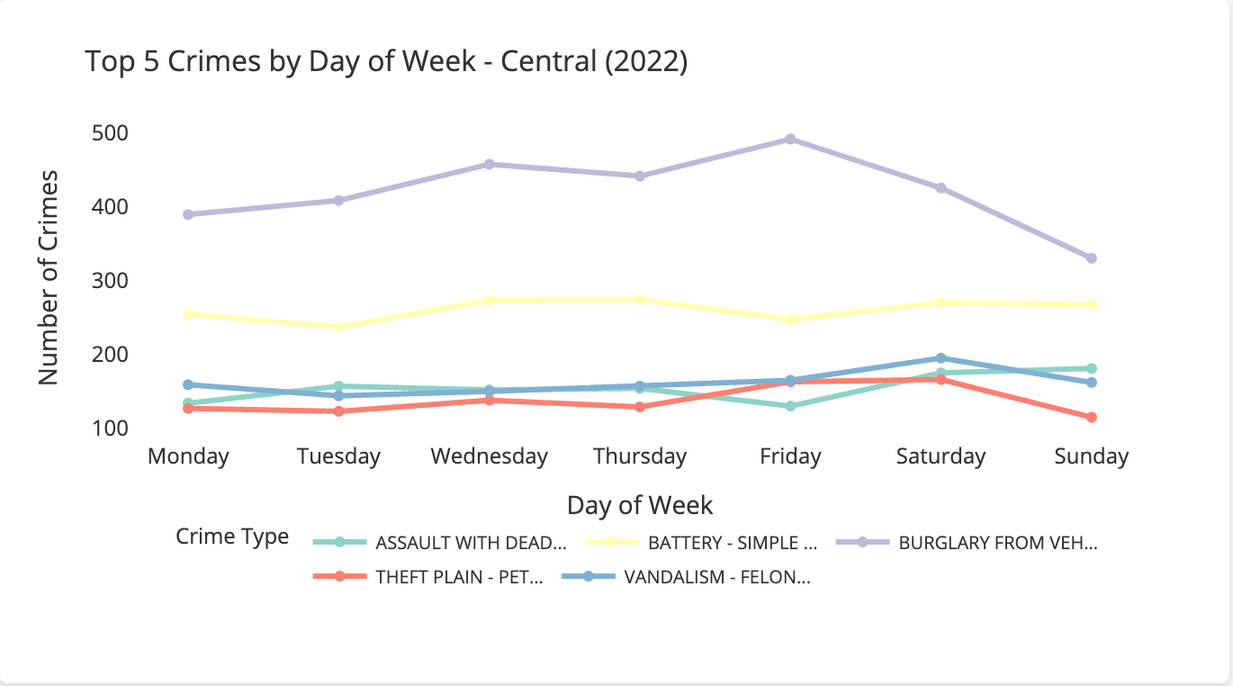 Top 5 Crimes by Day of Week - Central (2022)
Number of Crimes
500
400
300
200
100
Monday Tuesday Wednesday Thursday Friday Saturday Sunday
Day of Week
Crime Type ASSAULT WITH DEAD... BATTERY - SIMPLE ... BURGLARY FROM VEH...
THEFT PLAIN - PET... VANDALISM - FELON...